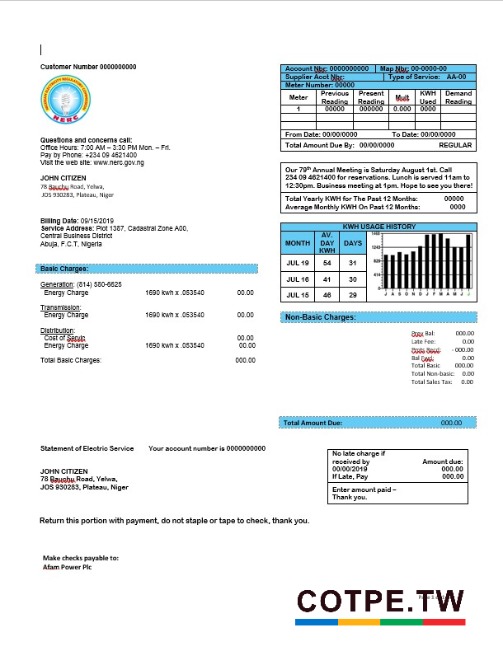 Customer Number 0000000000
NERC
Questions and concerns call:
Office Hours: 7:00 AM – 3:30 PM Mon. – Fri.
Pay by Phone: +234 09 4621400
Visit the web site: www.nerc.gov.ng
JOHN CITIZEN
78 Bauchu Road, Yelwa,
JOS 930283, Plateau, Niger
Billing Date: 09/15/2019
Service Address: Plot 1387, Cadastral Zone A00,
Central Business District
Abuja, F.C.T, Nigeria
Basic Charges:
Generation: (814) 580-6628
Energy Charge 1690 kwh x .053540 00.00
Transmission:
Energy Charge 1690 kwh x .053540 00.00
Distribution:
Cost of Servin 00.00
Energy Charge 1690 kwh x .053540 00.00
Total Basic Charges: 000.00
Account Nbr: 0000000000 Map Nbr: 00-0000-00
Supplier Acct Nbr: Type of Service: AA-00
Meter Number: 00000
Meter Previous Reading Present Reading Mult KWH Used Demand Reading
1 00000 000000 0.000 0000
From Date: 00/00/0000 To Date: 00/00/0000
Total Amount Due By: 00/00/0000 REGULAR
Our 79th Annual Meeting is Saturday August 1st. Call
234 09 4621400 for reservations. Lunch is served 11am to
12:30pm. Business meeting at 1pm. Hope to see you there!
Total Yearly KWH for The Past 12 Months: 00000
Average Monthly KWH On Past 12 Months: 0000
KWH USAGE HISTORY
MONTH AV. DAY KWH DAYS
JUL 19 54 31
JUL 16 41 30
JUL 15 46 29
J A S O N D J F M A M J J
Non-Basic Charges:
Bal: 000.00
Late Fee: 0.00
-000.00
Bal 0.00
Total Basic 000.00
Total Non-basic: 0.00
Total Sales Tax: 0.00
Total Amount Due: 000.00
Statement of Electric Service Your account number is 0000000000
JOHN CITIZEN
78 Bauchu Road, Yelwa,
JOS 930283, Plateau, Niger
No late charge if
received by Amount due:
00/00/2019 000.00
If Late, Pay 000.00
Enter amount paid –
Thank you.
Return this portion with payment, do not staple or tape to check, thank you.
Make checks payable to:
Afam Power Plc
COTPE.TW